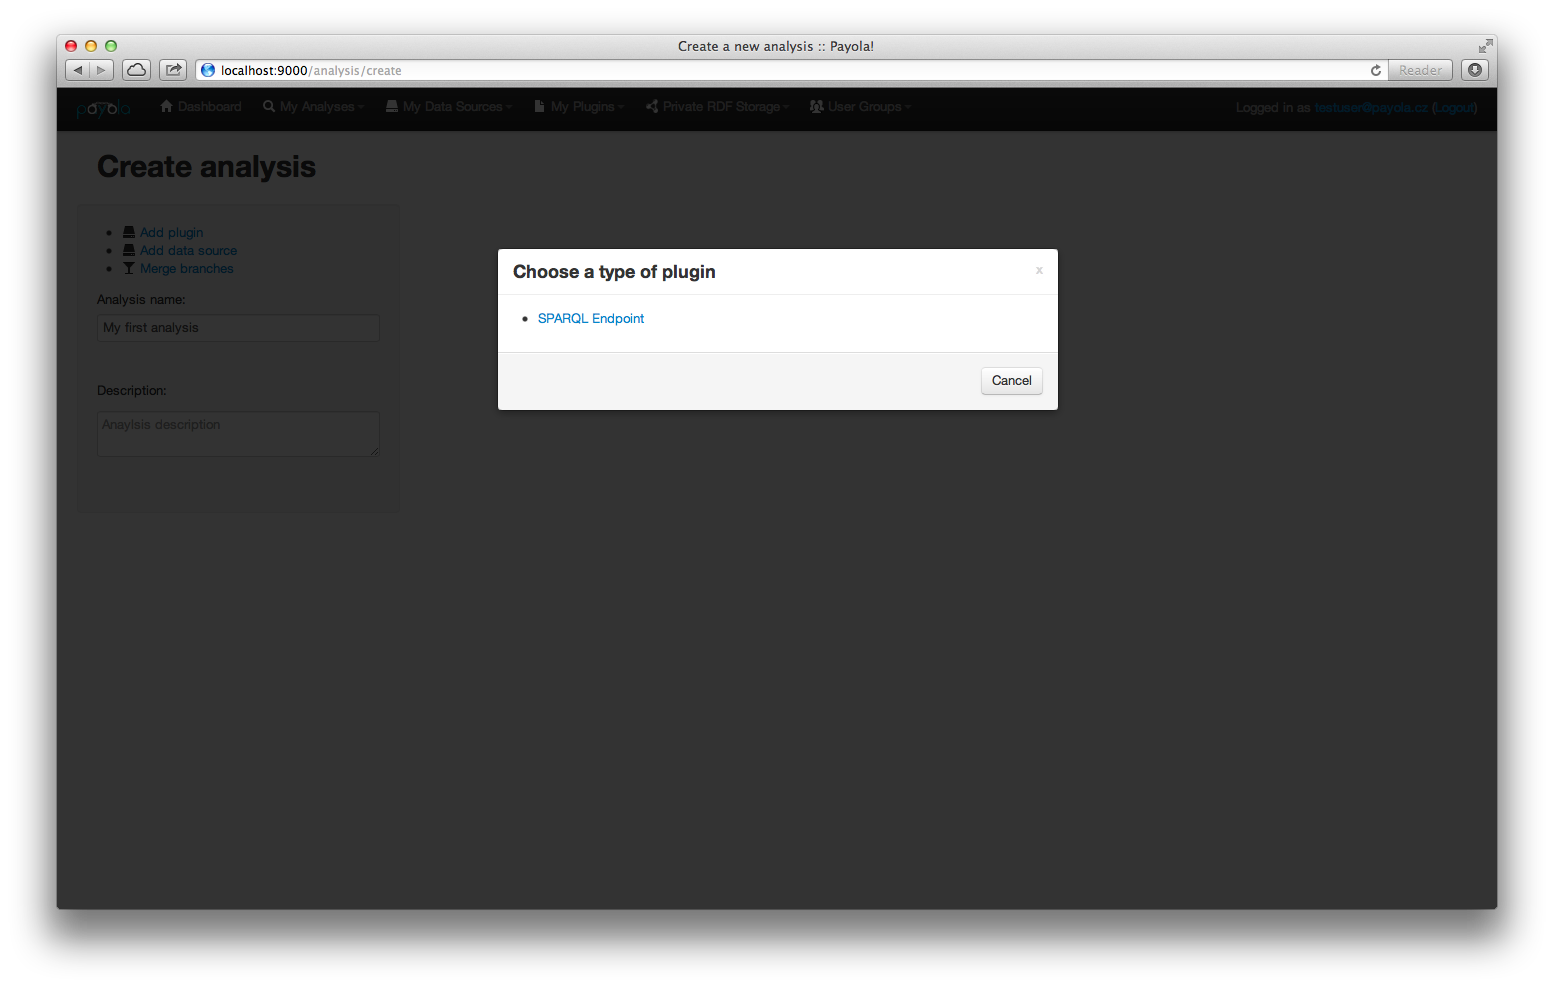 Create a new analysis :: Payola!
localhost:9000/analysis/create
Reader
payola
Dashboard
My Analyses
My Data Sources
My Plugins
Private RDF Storage
User Groups
Logged in as testuser@payola.cz (Logout)
Create analysis
Add plugin
Add data source
Merge branches
Analysis name:
My first analysis
Description:
Anaylsis description
Choose a type of plugin
x
SPARQL Endpoint
Cancel